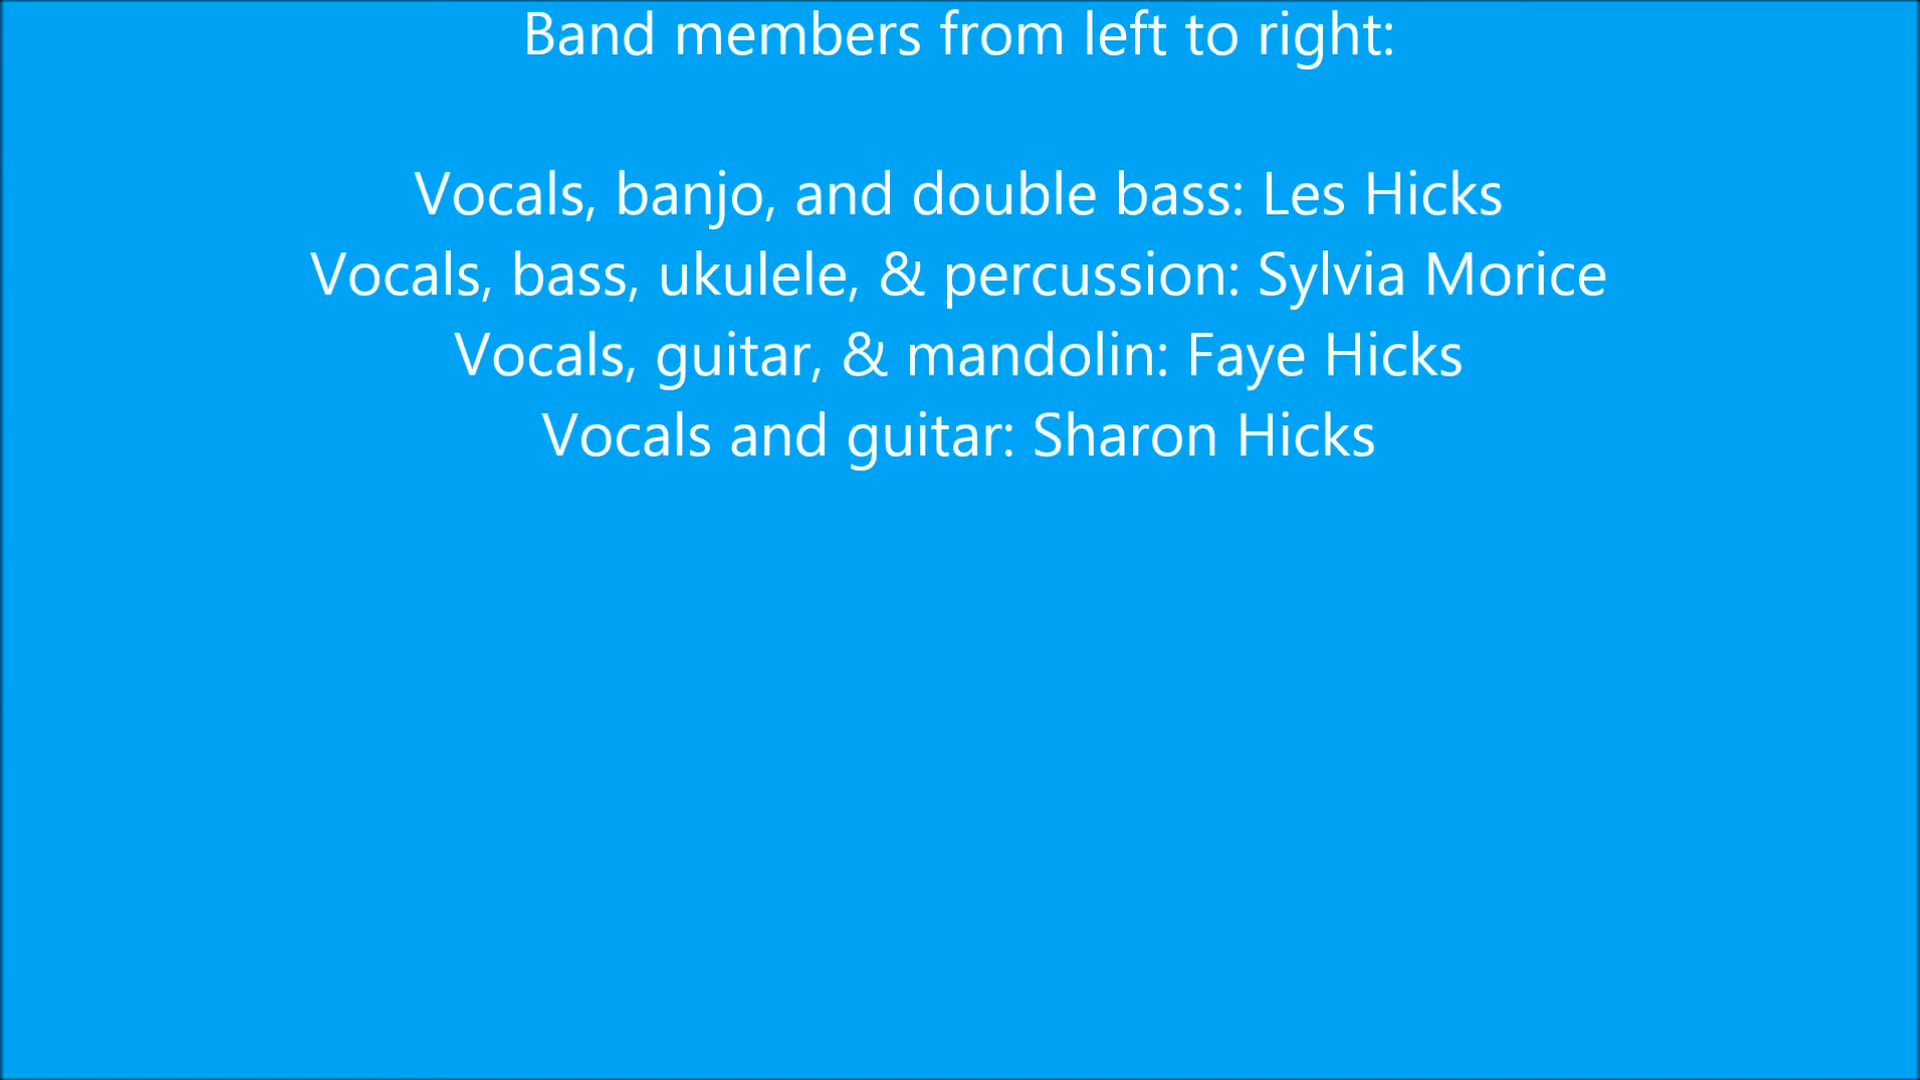 Band members from left to right:
Vocals, banjo, and double bass: Les Hicks
Vocals, bass, ukulele, & percussion: Sylvia Morice
Vocals, guitar, & mandolin: Faye Hicks
Vocals and guitar: Sharon Hicks